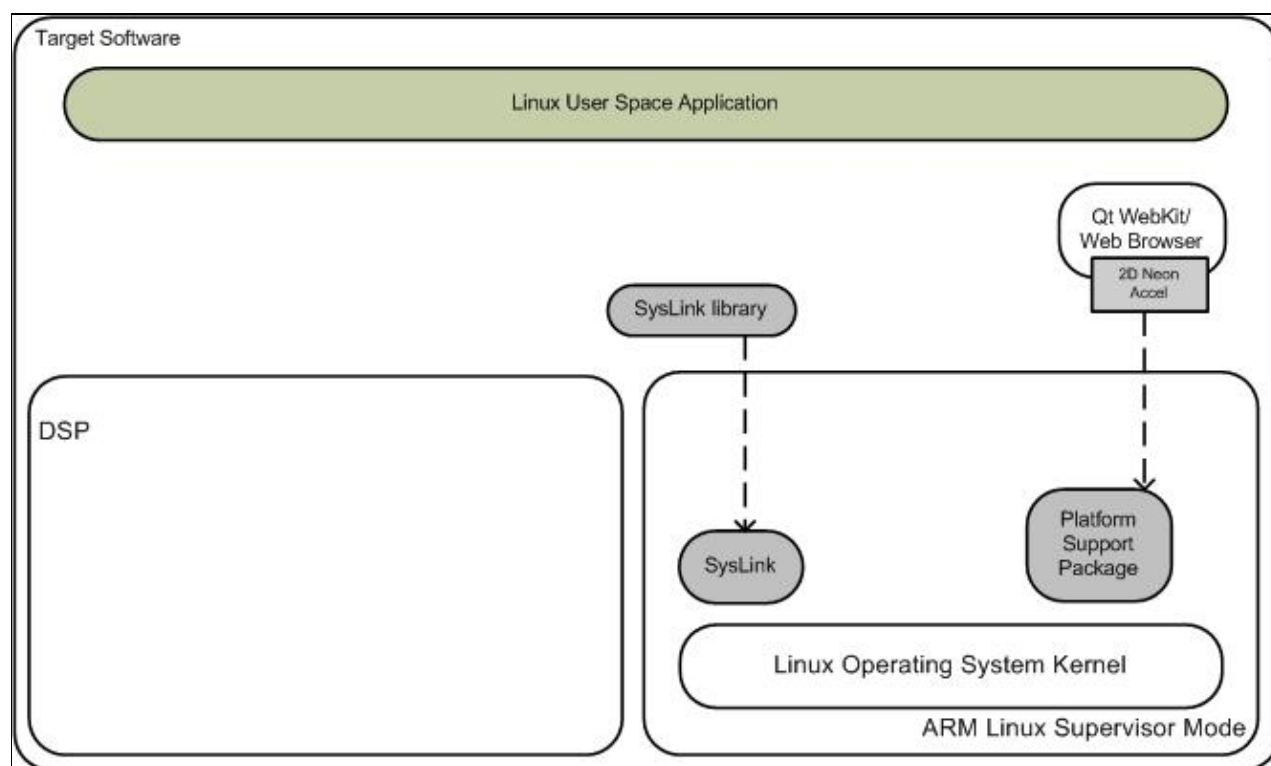 Target Software
Linux User Space Application
Qt WebKit/
Web Browser
2D Neon
Accel
SysLink library
DSP
SysLink
Platform
Support
Package
Linux Operating System Kernel
ARM Linux Supervisor Mode